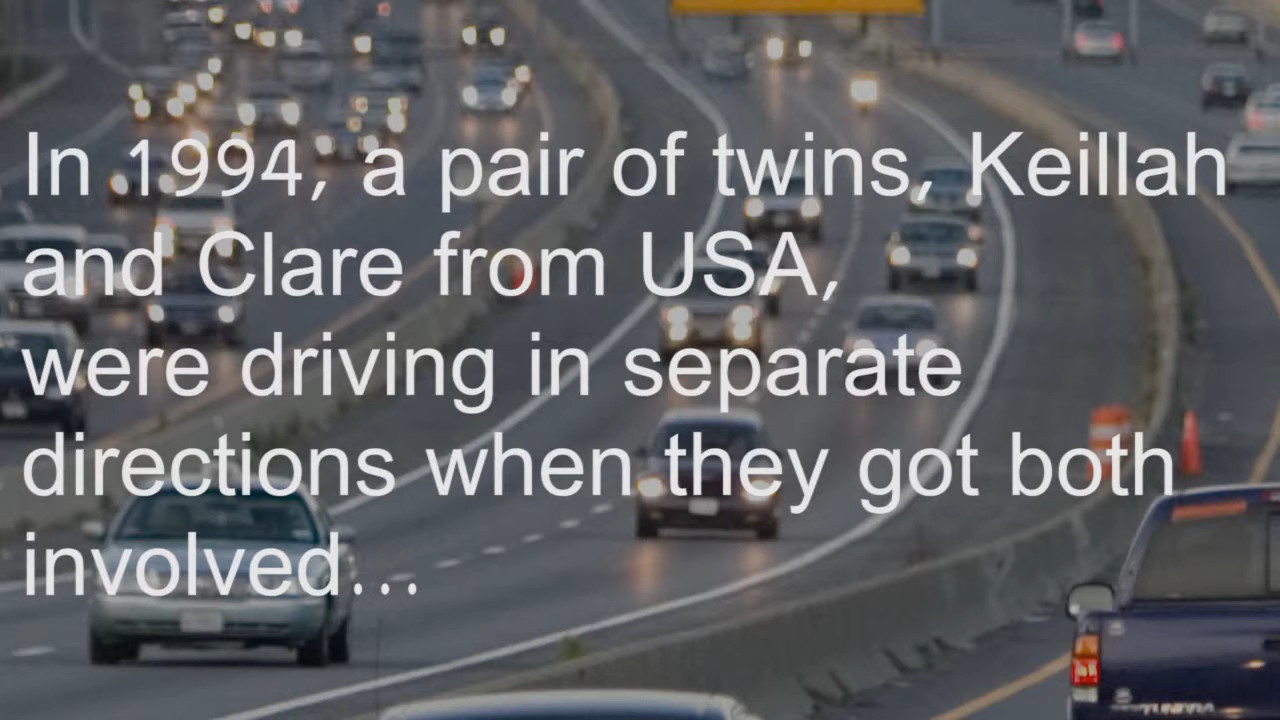 In 1994, a pair of twins, Keillah
and Clare from USA,
were driving in separate
directions when they got both
involved...
TUNDRA